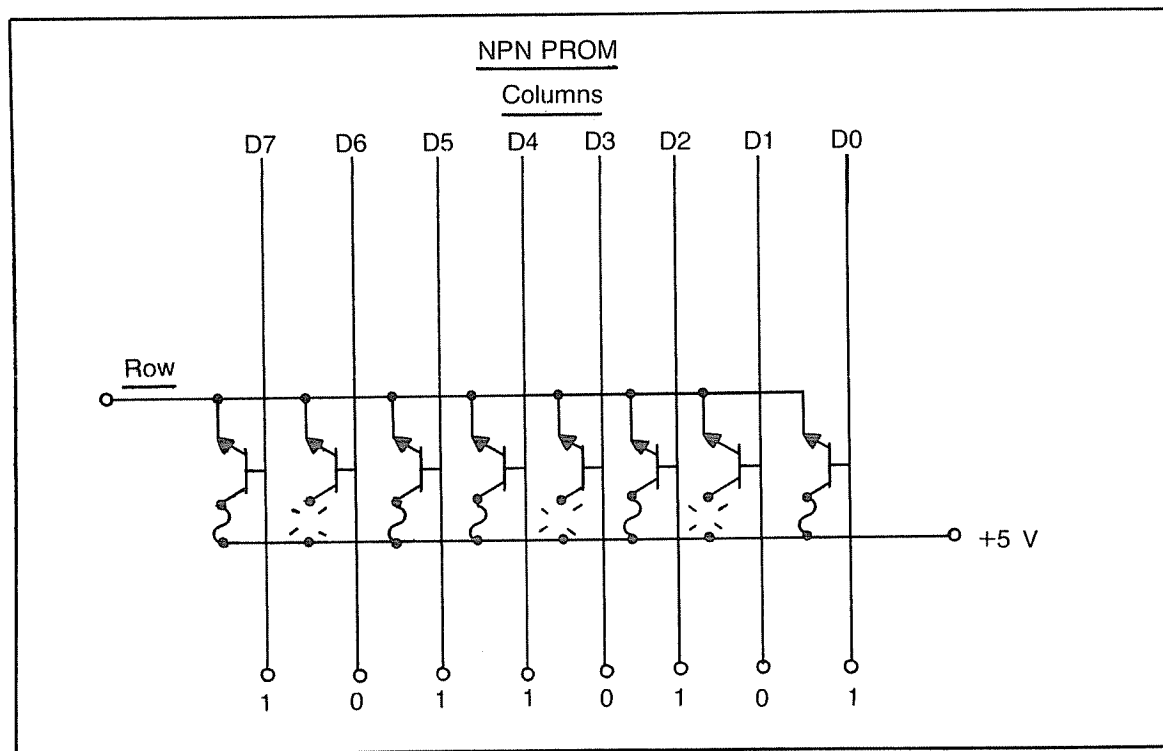 NPN PROM
Columns
D7 D6 D5 D4 D3 D2 D1 D0
Row
+5 V
1 0 1 1 0 1 0 1